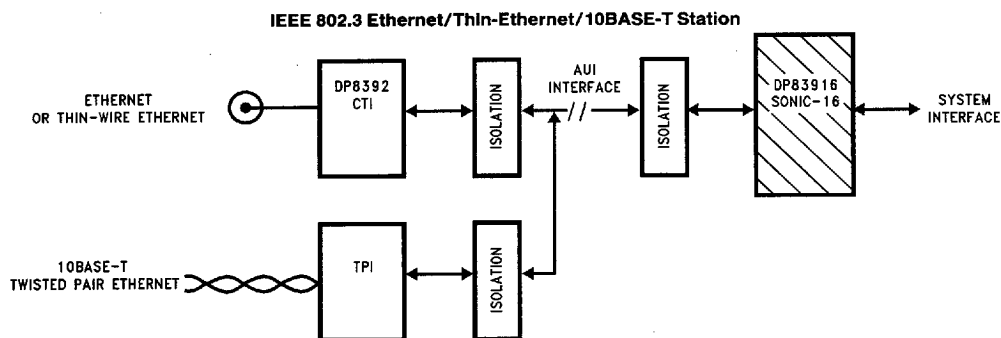 IEEE 802.3 Ethernet/Thin-Ethernet/10BASE-T Station
ETHERNET
OR THIN-WIRE ETHERNET
DP8392
CTI
ISOLATION
AUI
INTERFACE
ISOLATION
DP83916
SONIC-16
SYSTEM
INTERFACE
10BASE-T
TWISTED PAIR ETHERNET
TPI
ISOLATION